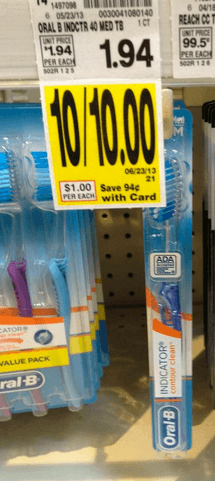 14 1497098
6 05/23/13 0030041080140
ORAL B INDCTR 40 MED TB 1 CT
UNIT PRICE
$1.94
PER EACH
502R 1 2 5
1.94
REACH CC T
UNIT PRICE
99.5¢
PER EACH
502R 1 2 5
10/10.00
06/23/13
21
$1.00
PER EACH
Save 94¢
with Card
ADA
INDICATOR®
contour clean™
Oral-B
VALUE PACK
Oral-B